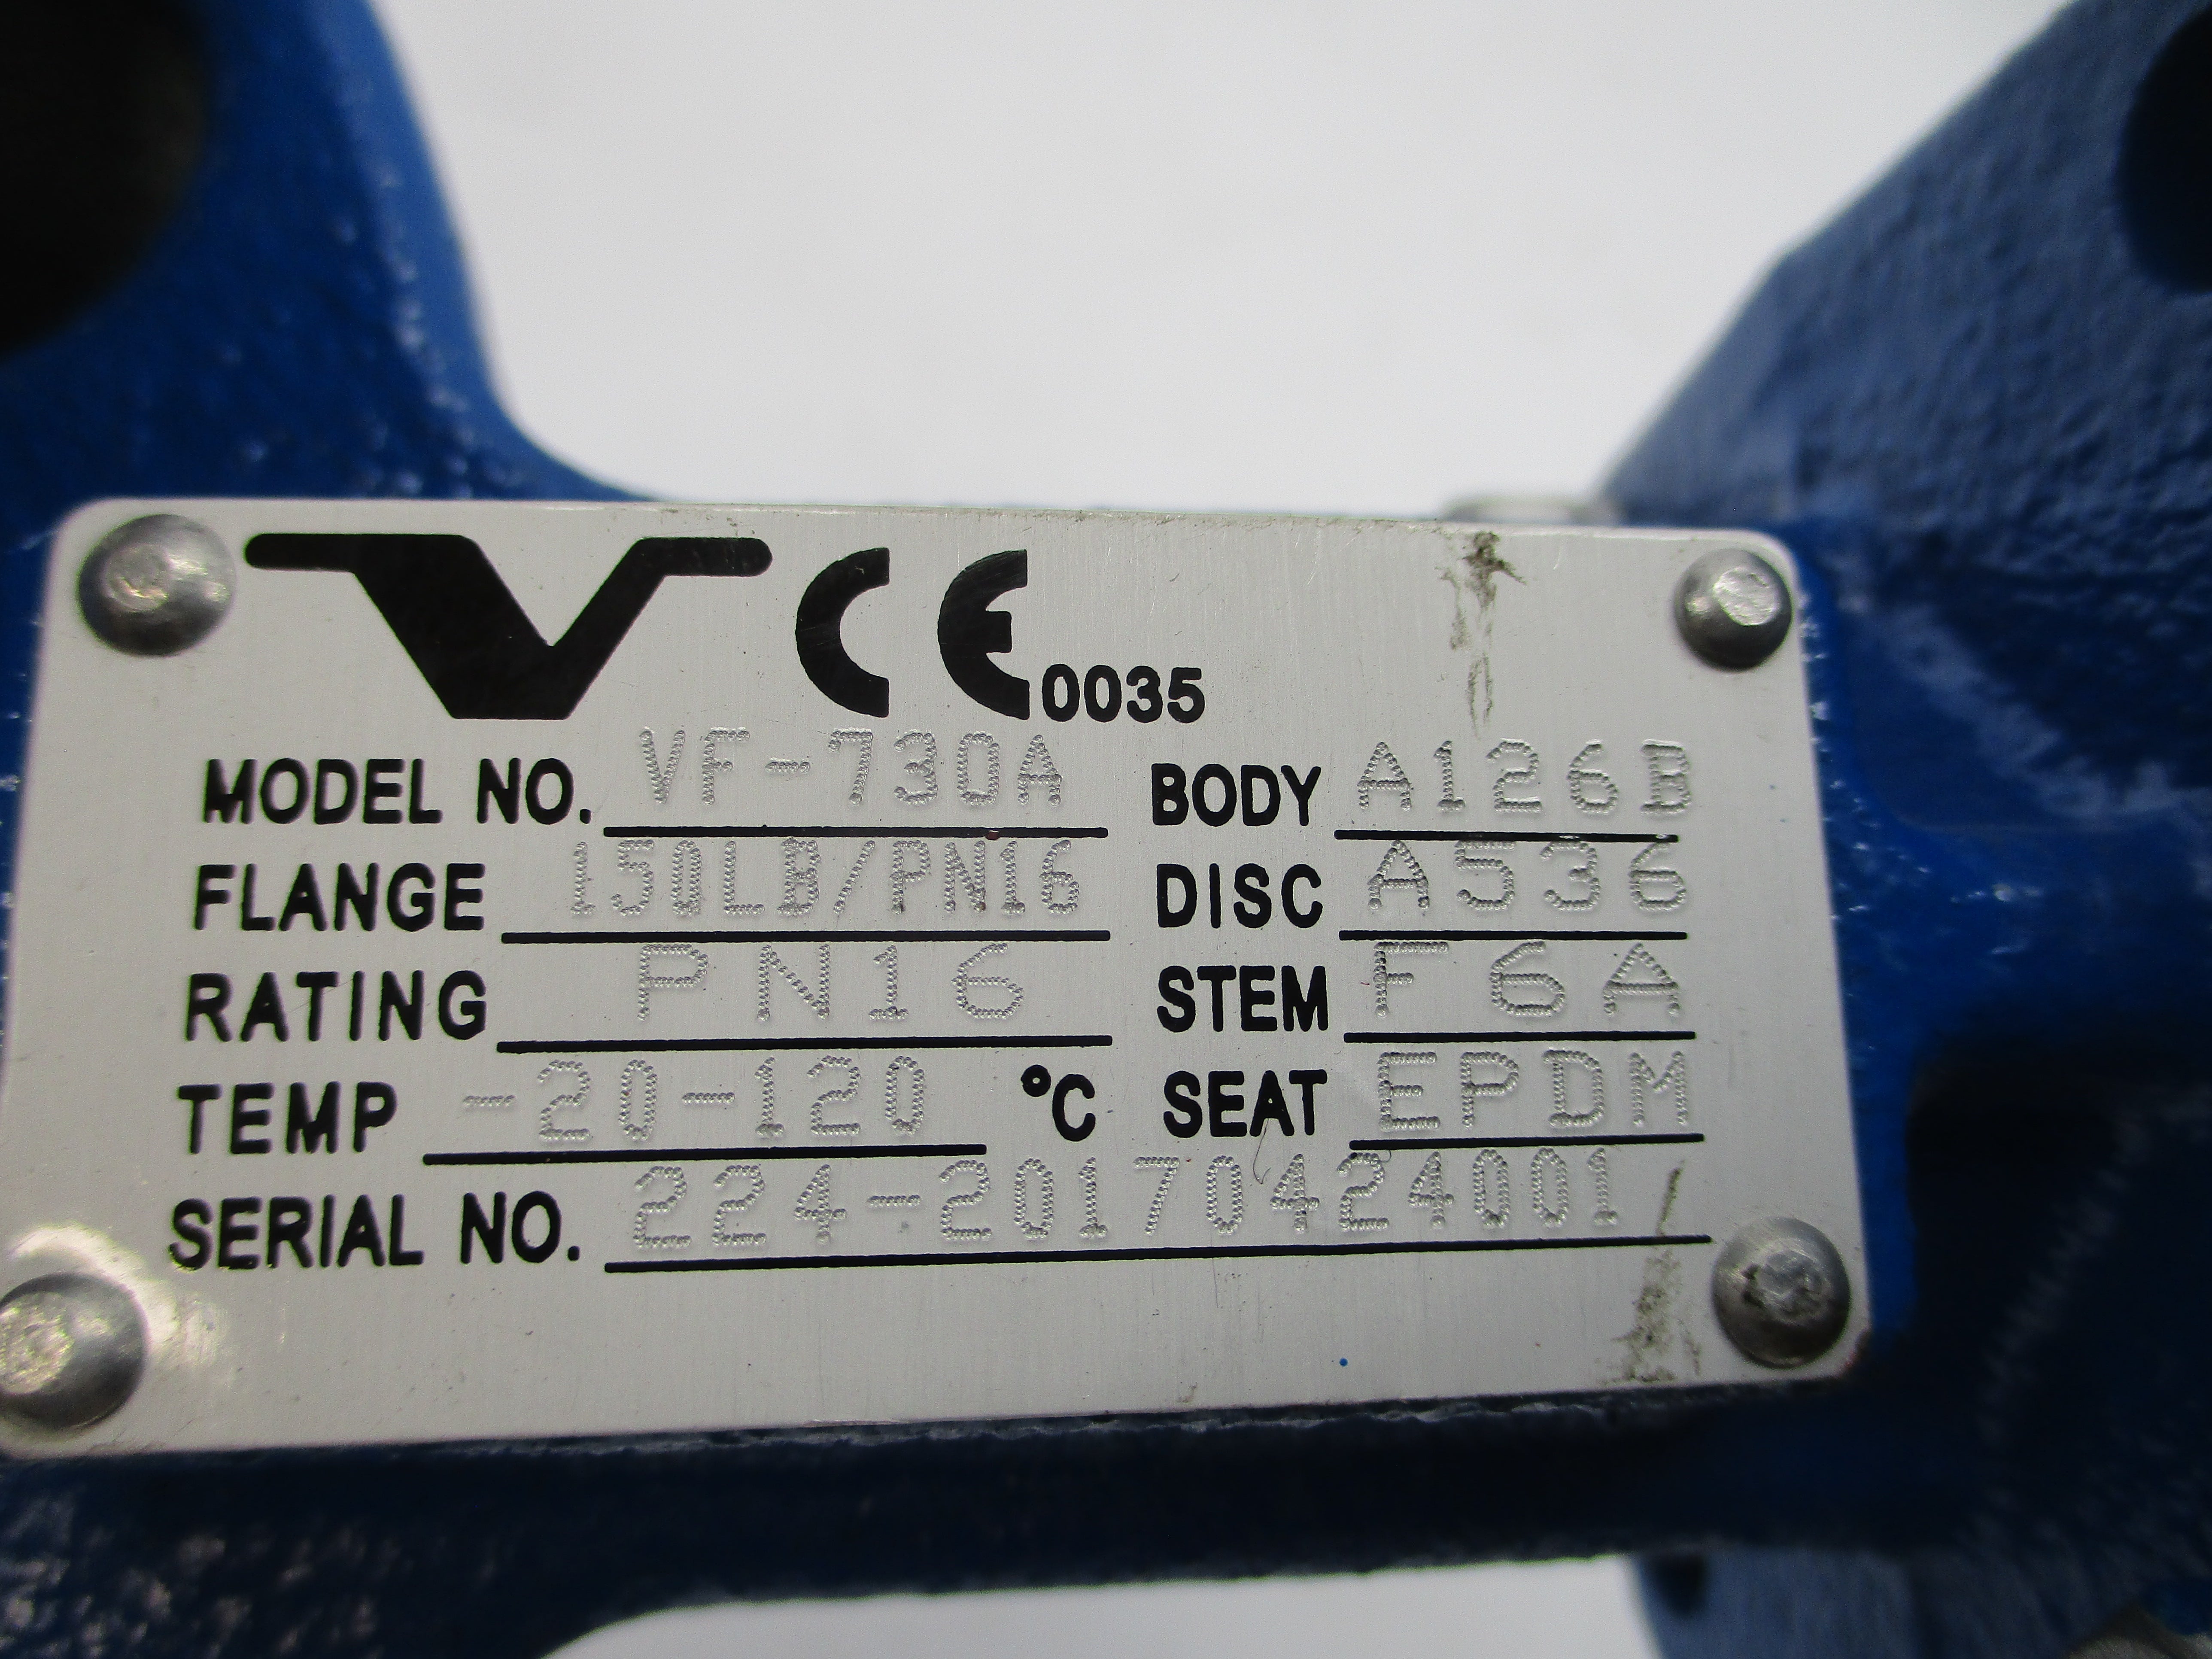 V CE 0035
MODEL NO. VF-730A BODY A126B
FLANGE 150LB/PN16 DISC A536
RATING PN16 STEM F6A
TEMP -20-120 °C SEAT EPDM
SERIAL NO. 224-20170424001